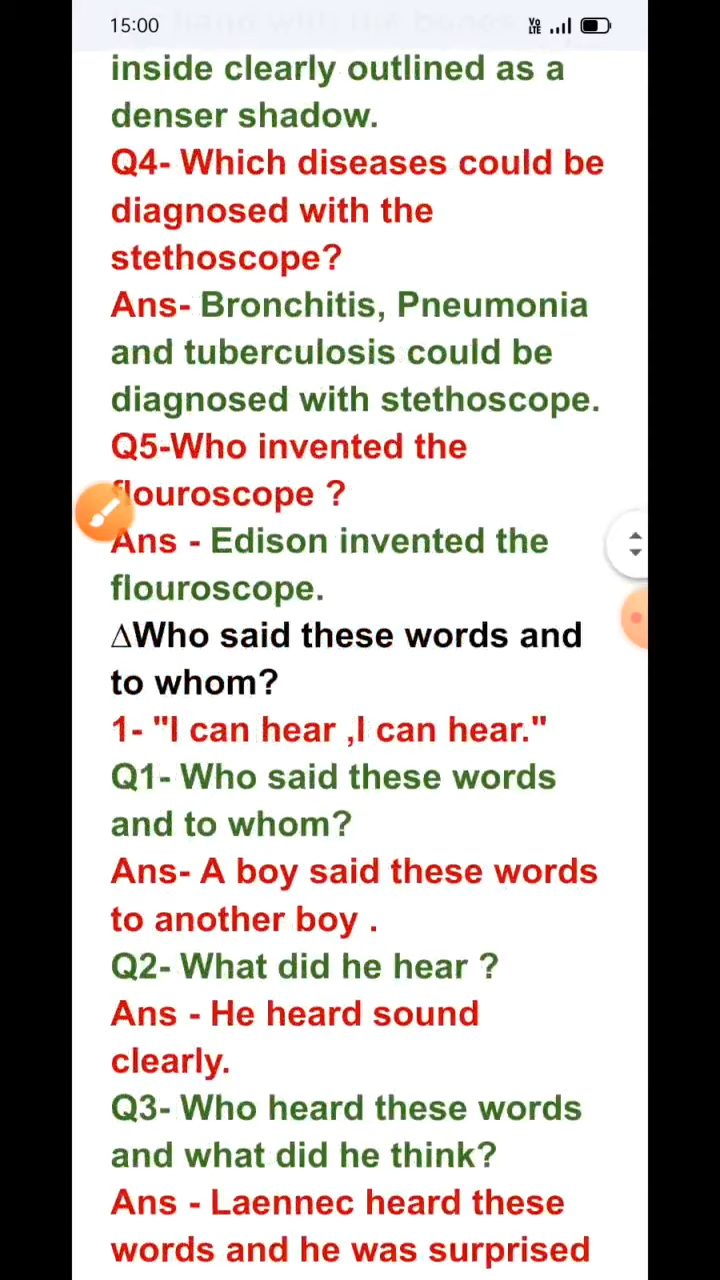 15:00
Vo LTE
inside clearly outlined as a
denser shadow.
Q4- Which diseases could be
diagnosed with the
stethoscope?
Ans- Bronchitis, Pneumonia
and tuberculosis could be
diagnosed with stethoscope.
Q5-Who invented the
flouroscope ?
Ans - Edison invented the
flouroscope.
∆Who said these words and
to whom?
1- "I can hear ,I can hear."
Q1- Who said these words
and to whom?
Ans- A boy said these words
to another boy .
Q2- What did he hear ?
Ans - He heard sound
clearly.
Q3- Who heard these words
and what did he think?
Ans - Laennec heard these
words and he was surprised